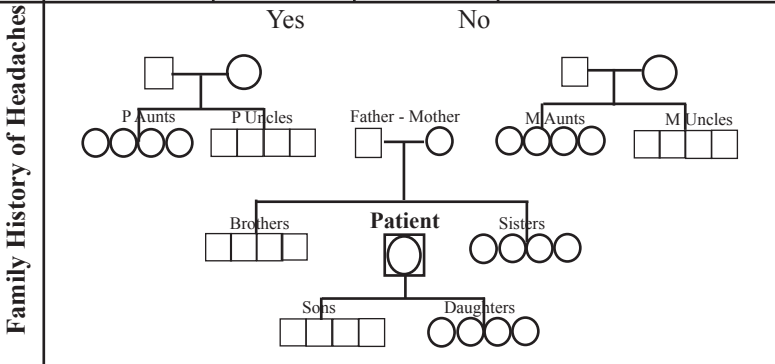 Family History of Headaches
Yes No
P Aunts P Uncles Father - Mother M Aunts M Uncles
Brothers Patient Sisters
Sons Daughters